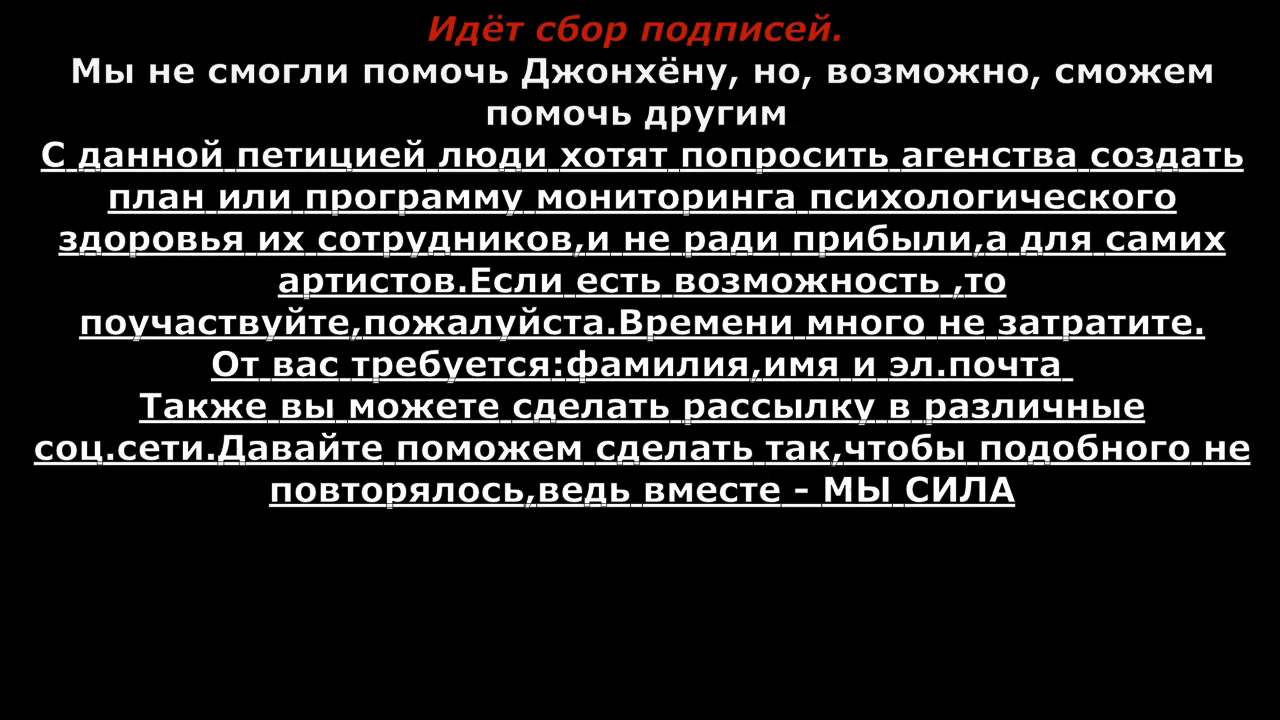 Идёт сбор подписей.
Мы не смогли помочь Джонхёну, но, возможно, сможем
помочь другим
С данной петицией люди хотят попросить агенства создать
план или программу мониторинга психологического
здоровья их сотрудников,и не ради прибыли,а для самих
артистов.Если есть возможность ,то
поучаствуйте,пожалуйста.Времени много не затратите.
От вас требуется:фамилия,имя и эл.почта
Также вы можете сделать рассылку в различные
соц.сети.Давайте поможем сделать так,чтобы подобного не
повторялось,ведь вместе - МЫ СИЛА